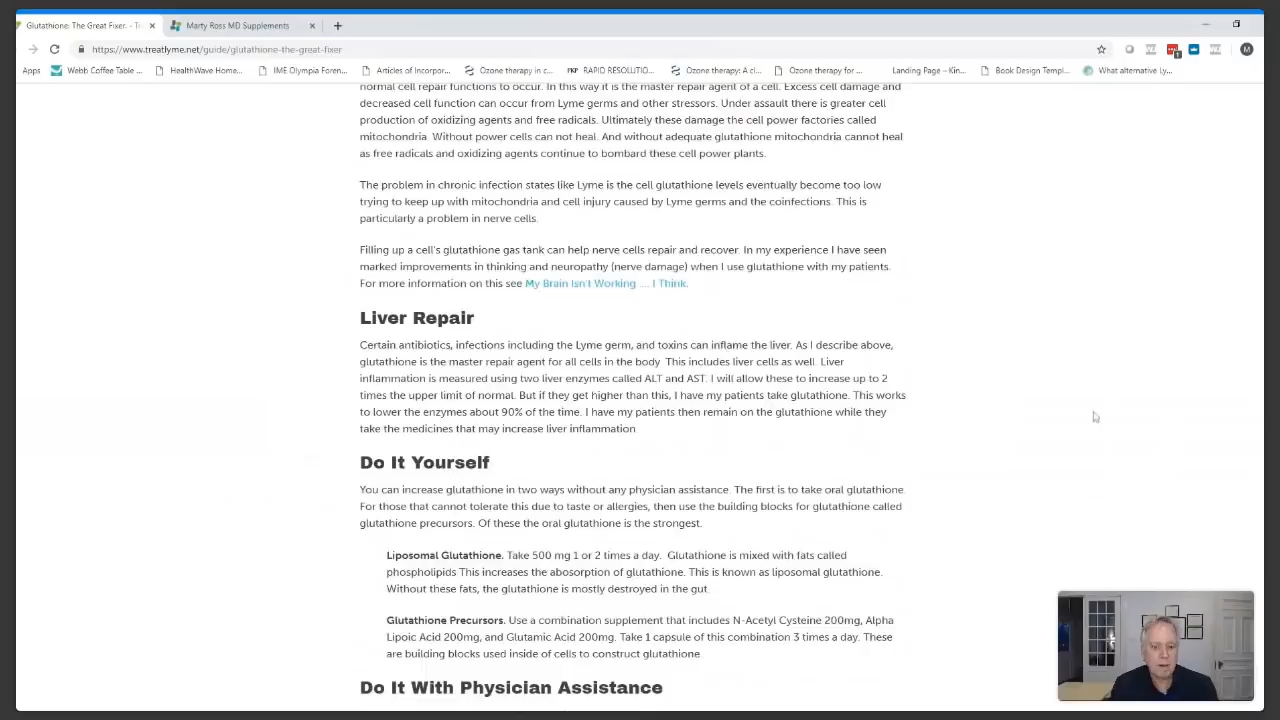 Glutathione: The Great Fixer. - T
Marty Ross MD Supplements
https://www.treatlyme.net/guide/glutathione-the-great-fixer
M
Apps Webb Coffee Table ... HealthWave Home... IME Olympia Foren... Articles of Incorpor... Ozone therapy in c... FKP RAPID RESOLUTIO... Ozone therapy: A cl... Ozone therapy for ... Landing Page – Kin... Book Design Templ... What alternative Ly...
normal cell repair functions to occur. In this way it is the master repair agent of a cell. Excess cell damage and
decreased cell function can occur from Lyme germs and other stressors. Under assault there is greater cell
production of oxidizing agents and free radicals. Ultimately these damage the cell power factories called
mitochondria. Without power cells can not heal. And without adequate glutathione mitochondria cannot heal
as free radicals and oxidizing agents continue to bombard these cell power plants.
The problem in chronic infection states like Lyme is the cell glutathione levels eventually become too low
trying to keep up with mitochondria and cell injury caused by Lyme germs and the coinfections. This is
particularly a problem in nerve cells.
Filling up a cell's glutathione gas tank can help nerve cells repair and recover. In my experience I have seen
marked improvements in thinking and neuropathy (nerve damage) when I use glutathione with my patients.
For more information on this see My Brain Isn't Working .... I Think.
Liver Repair
Certain antibiotics, infections including the Lyme germ, and toxins can inflame the liver. As I describe above,
glutathione is the master repair agent for all cells in the body. This includes liver cells as well. Liver
inflammation is measured using two liver enzymes called ALT and AST. I will allow these to increase up to 2
times the upper limit of normal. But if they get higher than this, I have my patients take glutathione. This works
to lower the enzymes about 90% of the time. I have my patients then remain on the glutathione while they
take the medicines that may increase liver inflammation.
Do It Yourself
You can increase glutathione in two ways without any physician assistance. The first is to take oral glutathione.
For those that cannot tolerate this due to taste or allergies, then use the building blocks for glutathione called
glutathione precursors. Of these the oral glutathione is the strongest.
Liposomal Glutathione. Take 500 mg 1 or 2 times a day. Glutathione is mixed with fats called
phospholipids This increases the abosorption of glutathione. This is known as liposomal glutathione.
Without these fats, the glutathione is mostly destroyed in the gut.
Glutathione Precursors. Use a combination supplement that includes N-Acetyl Cysteine 200mg, Alpha
Lipoic Acid 200mg, and Glutamic Acid 200mg. Take 1 capsule of this combination 3 times a day. These
are building blocks used inside of cells to construct glutathione
Do It With Physician Assistance